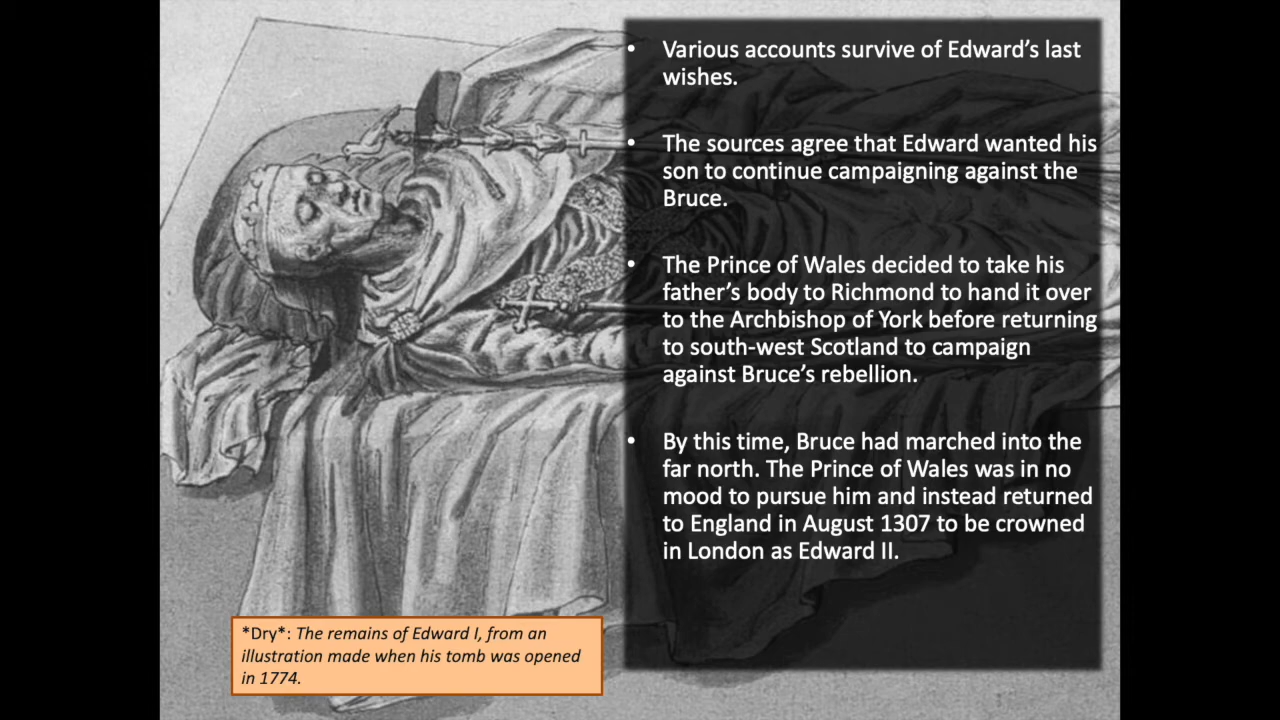 • Various accounts survive of Edward’s last
wishes.
• The sources agree that Edward wanted his
son to continue campaigning against the
Bruce.
• The Prince of Wales decided to take his
father’s body to Richmond to hand it over
to the Archbishop of York before returning
to south-west Scotland to campaign
against Bruce’s rebellion.
• By this time, Bruce had marched into the
far north. The Prince of Wales was in no
mood to pursue him and instead returned
to England in August 1307 to be crowned
in London as Edward II.
*Dry*: The remains of Edward I, from an
illustration made when his tomb was opened
in 1774.